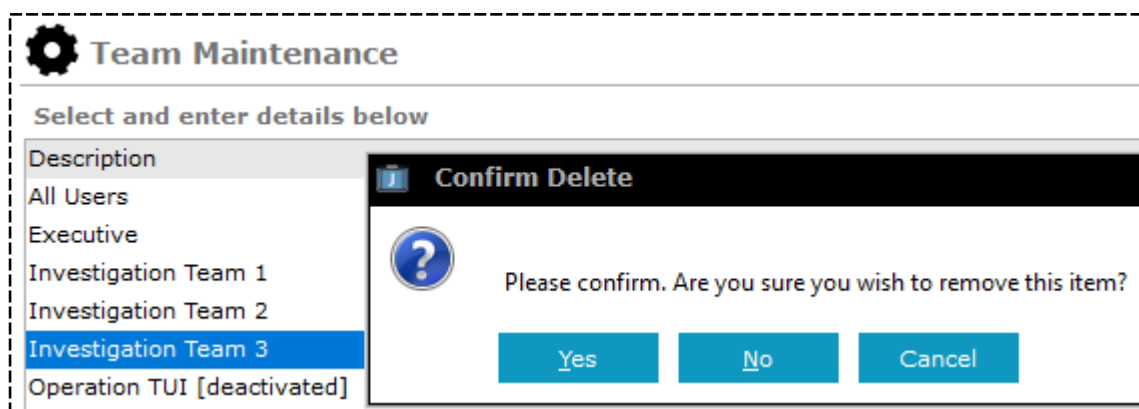 Team Maintenance
Select and enter details below
Description
All Users
Executive
Investigation Team 1
Investigation Team 2
Investigation Team 3
Operation TUI [deactivated]
J
Confirm Delete
Please confirm. Are you sure you wish to remove this item?
Yes
No
Cancel